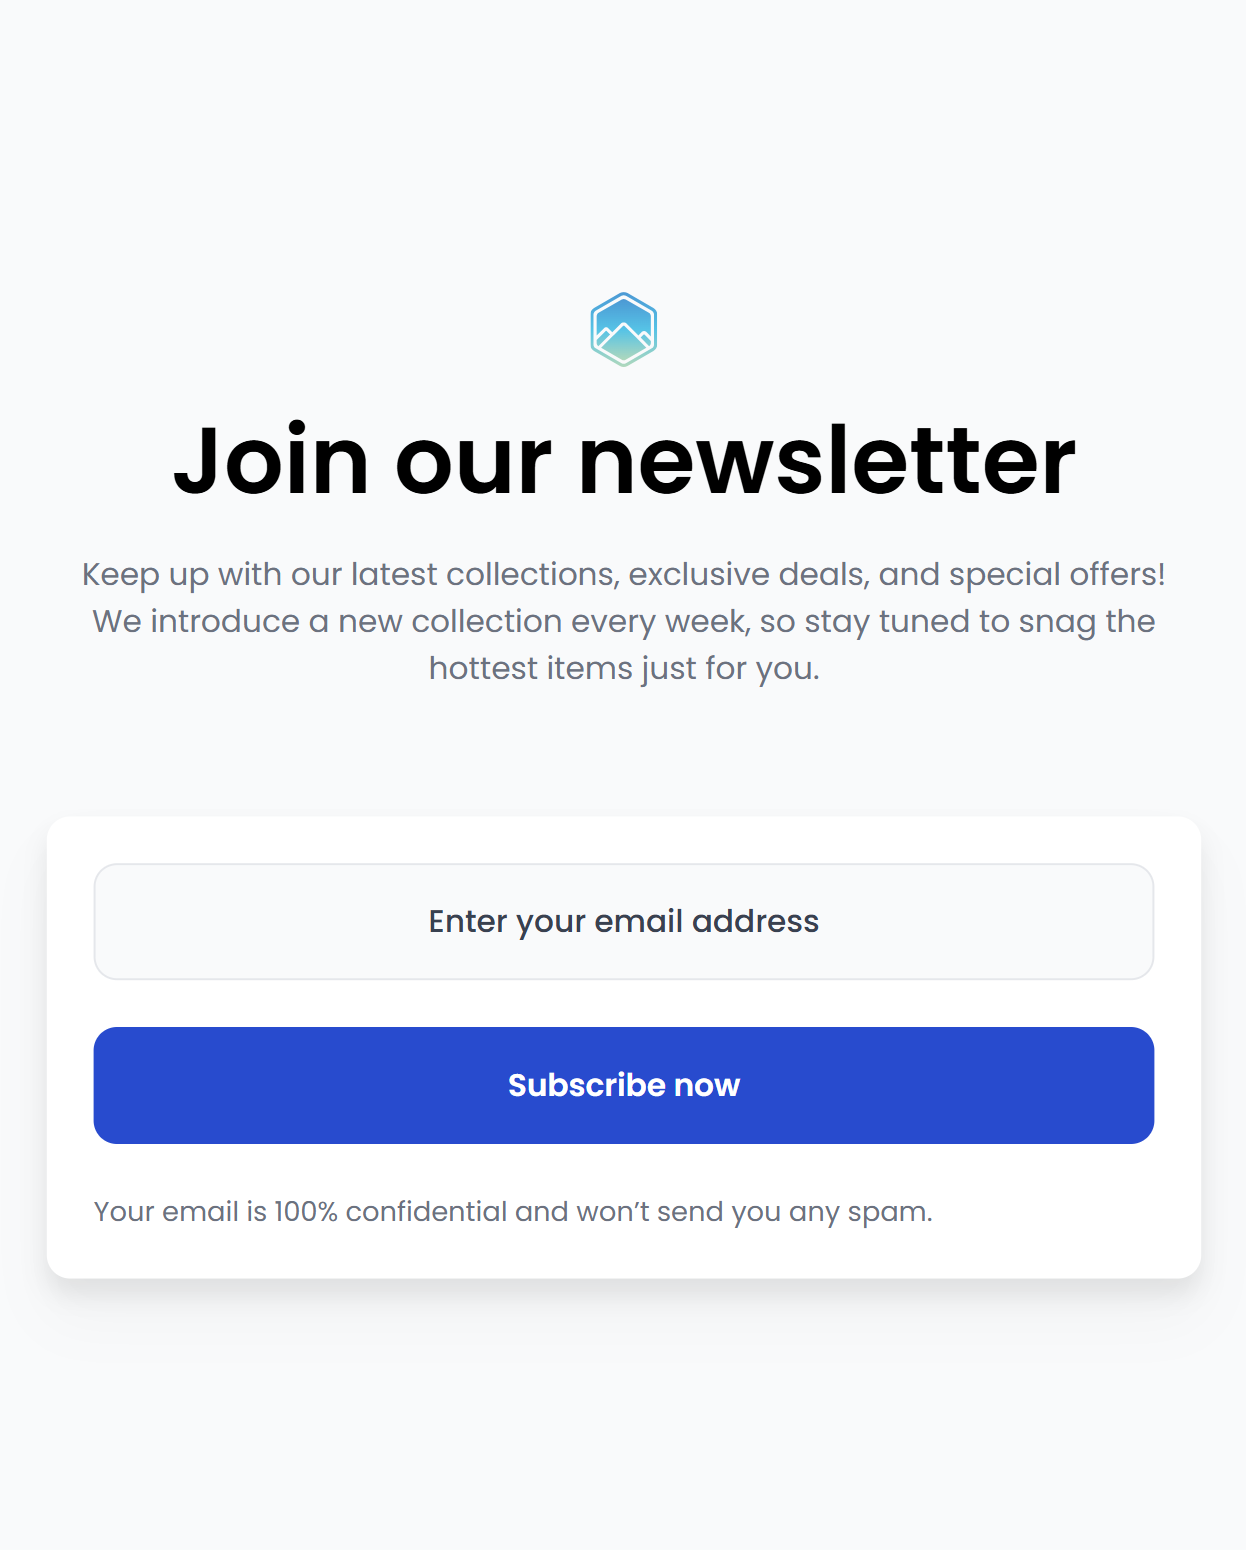 Join our newsletter
Keep up with our latest collections, exclusive deals, and special offers!
We introduce a new collection every week, so stay tuned to snag the
hottest items just for you.
Enter your email address
Subscribe now
Your email is 100% confidential and won’t send you any spam.